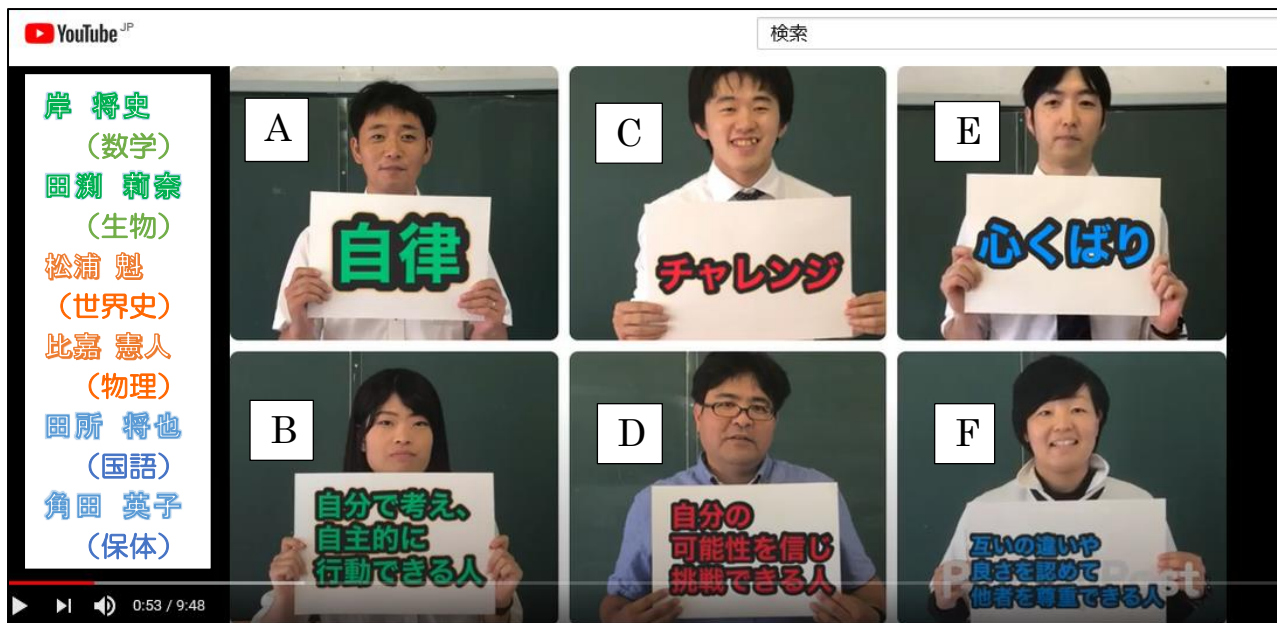 YouTube JP
検索
岸 将史
（数学）
田渕 莉奈
（生物）
松浦 魁
（世界史）
比嘉 憲人
（物理）
田所 将也
（国語）
角田 英子
（保体）
A
自律
C
チャレンジ
E
心くばり
B
自分で考え、
自主的に
行動できる人
D
自分の
可能性を信じ
挑戦できる人
F
互いの違いや
良さを認めて
他者を尊重できる人
0:53 / 9:48